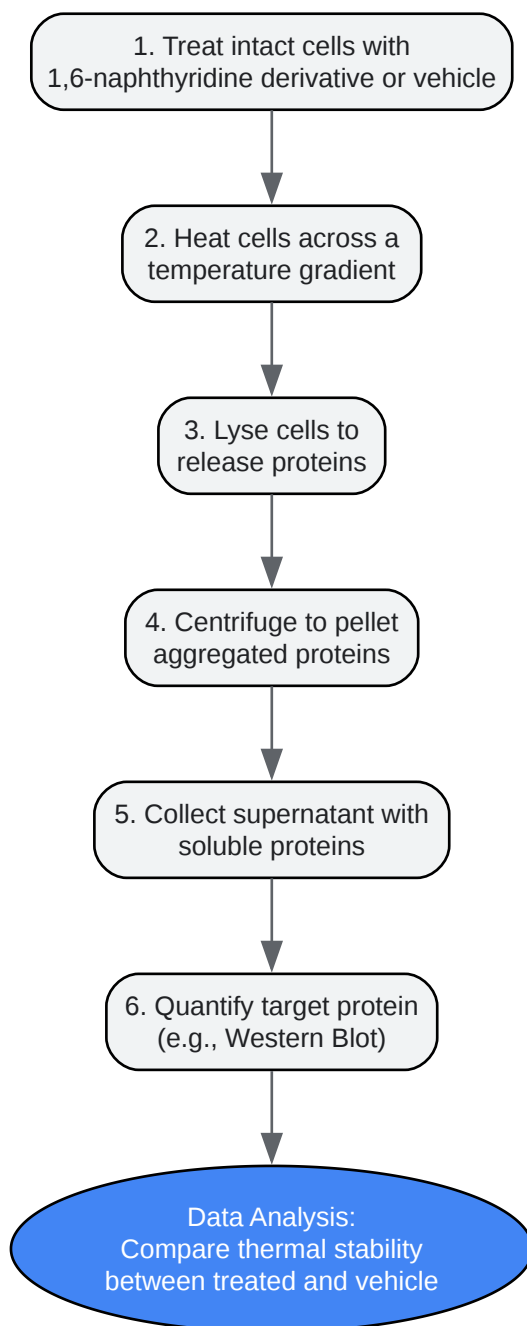 1. Treat intact cells with
1,6-naphthyridine derivative or vehicle
2. Heat cells across a
temperature gradient
3. Lyse cells to
release proteins
4. Centrifuge to pellet
aggregated proteins
5. Collect supernatant with
soluble proteins
6. Quantify target protein
(e.g., Western Blot)
Data Analysis:
Compare thermal stability
between treated and vehicle